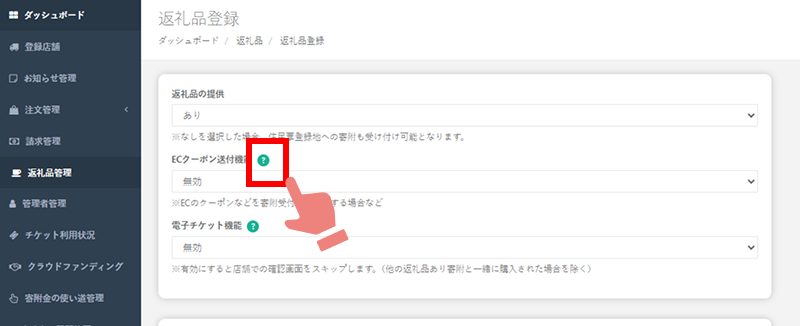 ダッシュボード
登録店舗
お知らせ管理
注文管理
請求管理
返礼品管理
管理者管理
チケット利用状況
クラウドファンディング
寄附金の使い道管理
返礼品登録
ダッシュボード / 返礼品 / 返礼品登録
返礼品の提供
あり
※なしを選択した場合、住民票登録地への寄附も受け付け可能となります。
ECクーポン送付機能 ?
無効
※ECのクーポンなどを寄附受付 する場合など
電子チケット機能 ?
無効
※有効にすると店舗での確認画面をスキップします。(他の返礼品あり寄附と一緒に購入された場合を除く)